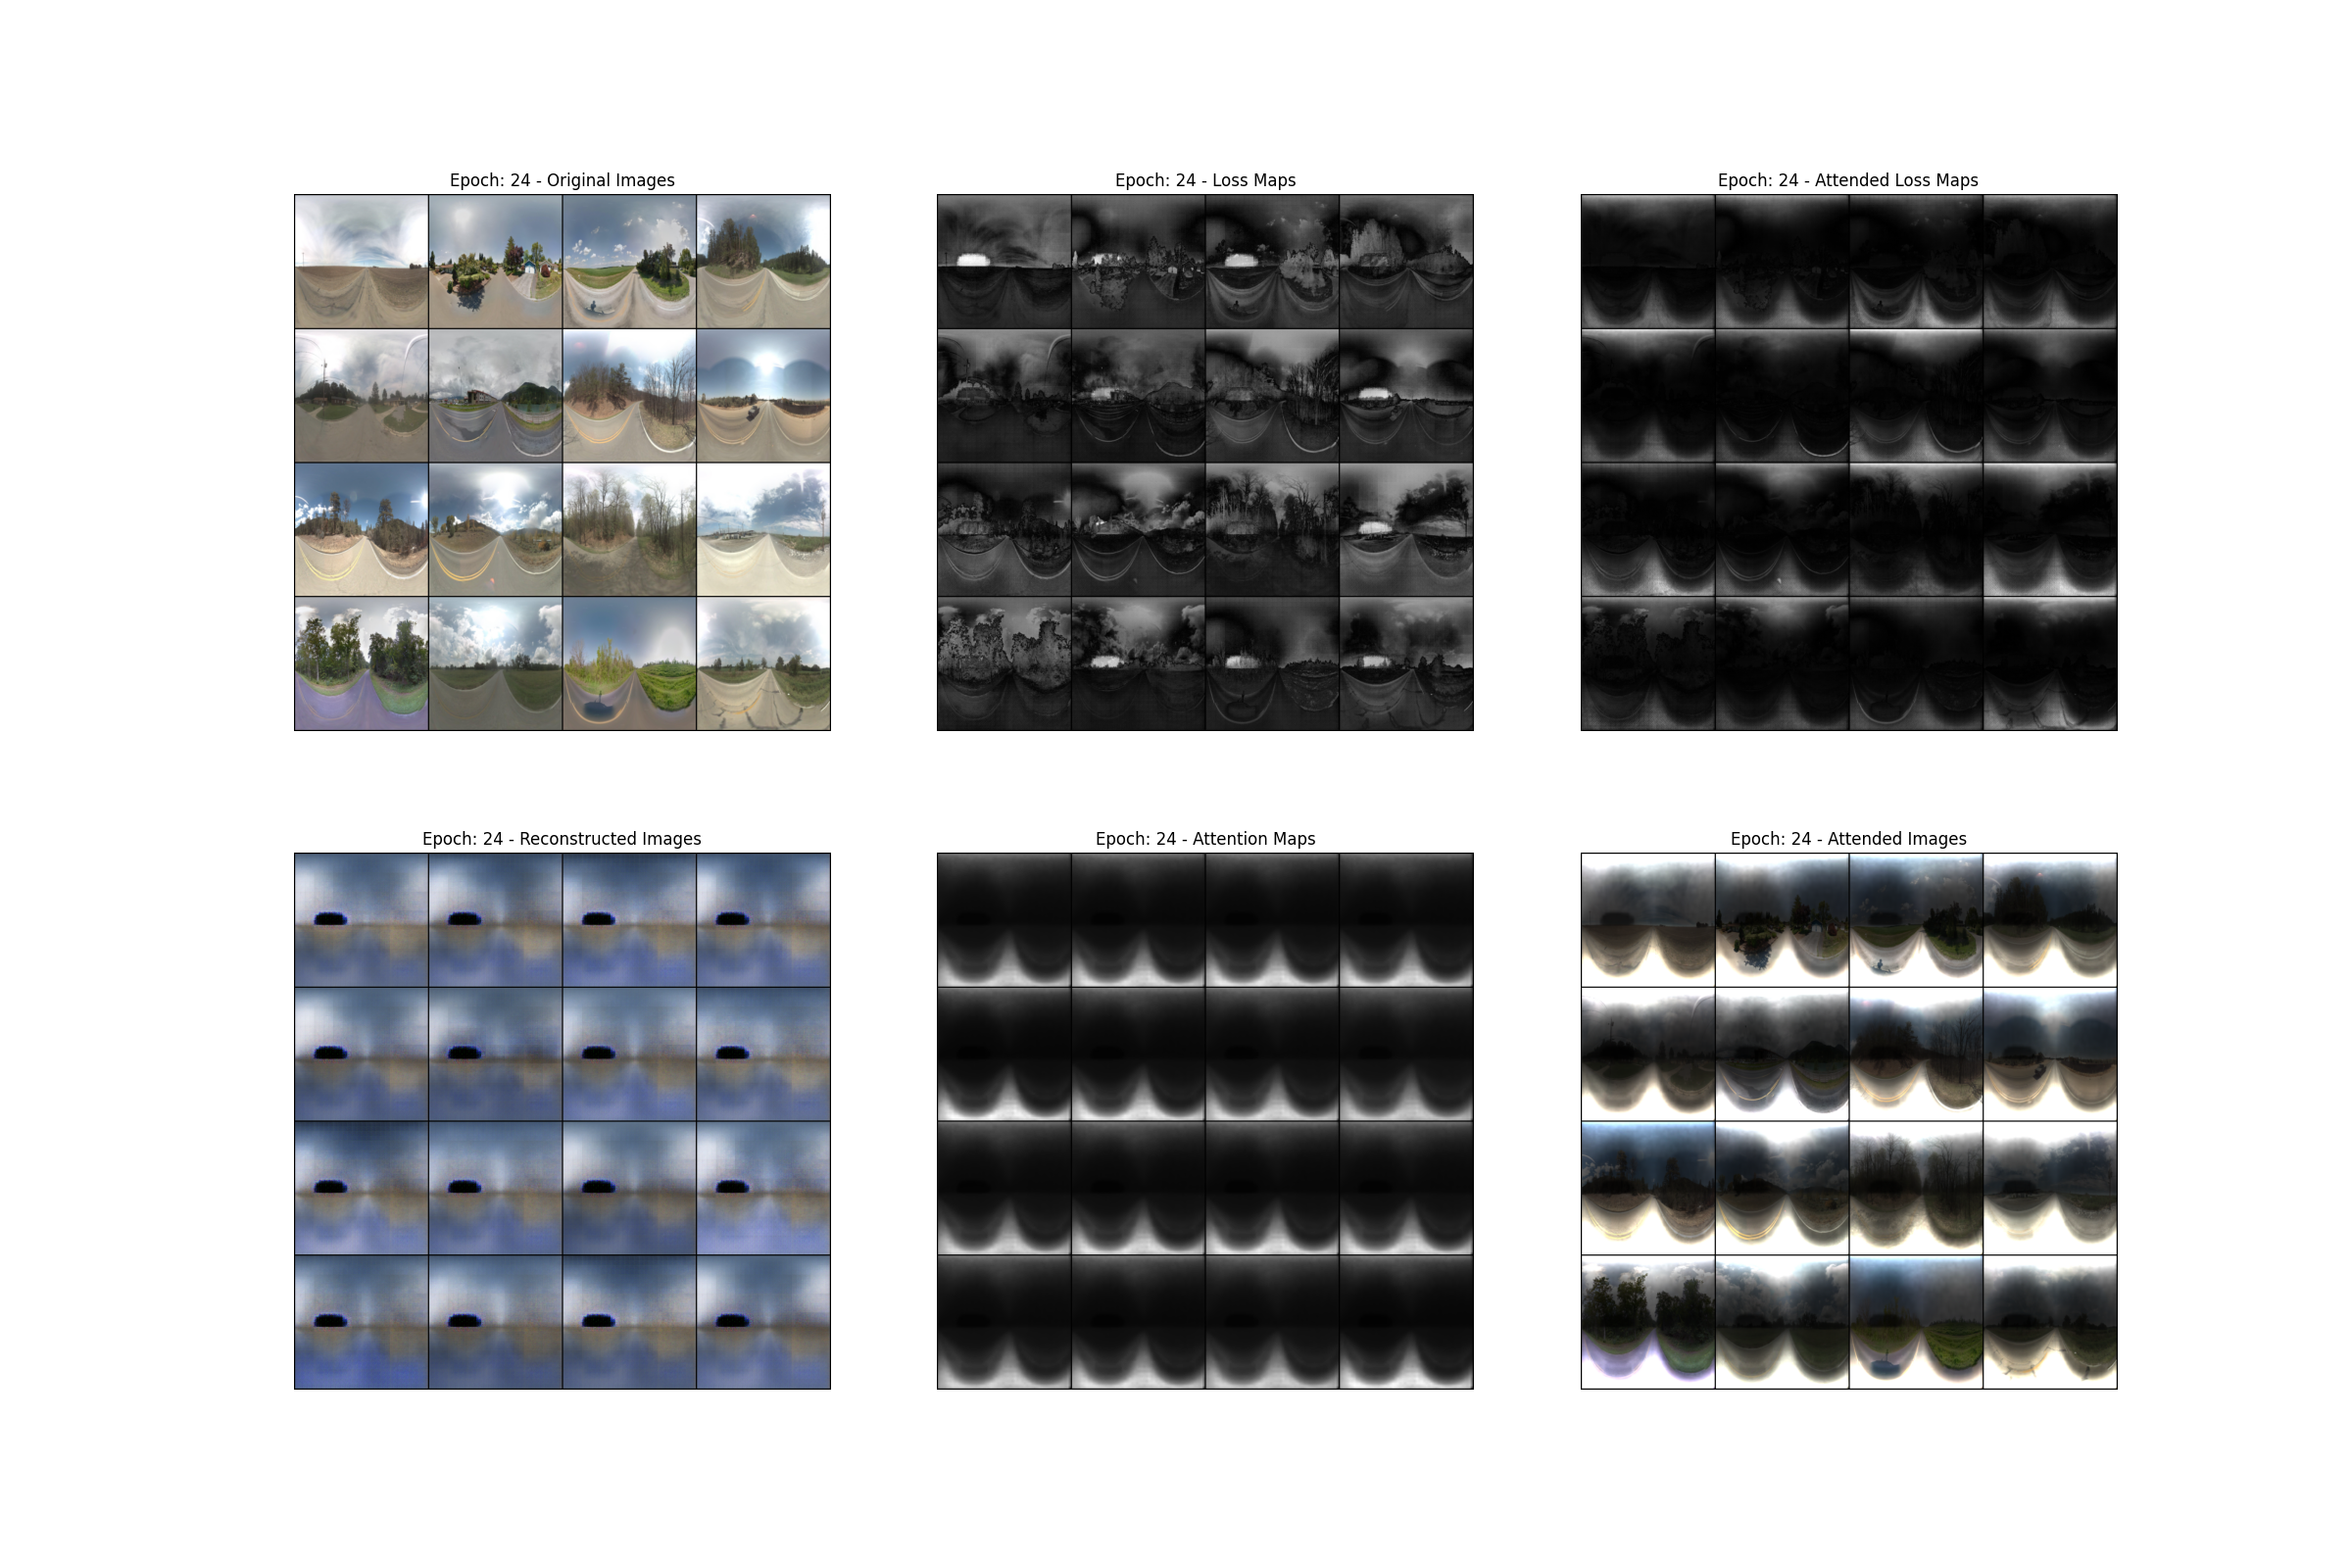 Epoch: 24 - Original Images
Epoch: 24 - Loss Maps
Epoch: 24 - Attended Loss Maps
Epoch: 24 - Reconstructed Images
Epoch: 24 - Attention Maps
Epoch: 24 - Attended Images